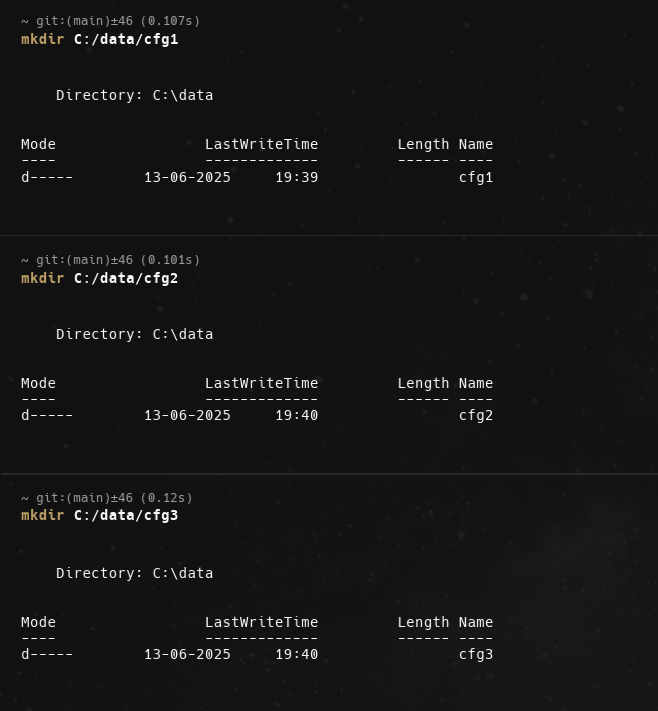 ~ git:(main)±46 (0.107s)
mkdir C:/data/cfg1
Directory: C:\data
Mode                 LastWriteTime         Length Name
----                 -------------         ------ ----
d-----        13-06-2025     19:39                cfg1
~ git:(main)±46 (0.101s)
mkdir C:/data/cfg2
Directory: C:\data
Mode                 LastWriteTime         Length Name
----                 -------------         ------ ----
d-----        13-06-2025     19:40                cfg2
~ git:(main)±46 (0.12s)
mkdir C:/data/cfg3
Directory: C:\data
Mode                 LastWriteTime         Length Name
----                 -------------         ------ ----
d-----        13-06-2025     19:40                cfg3